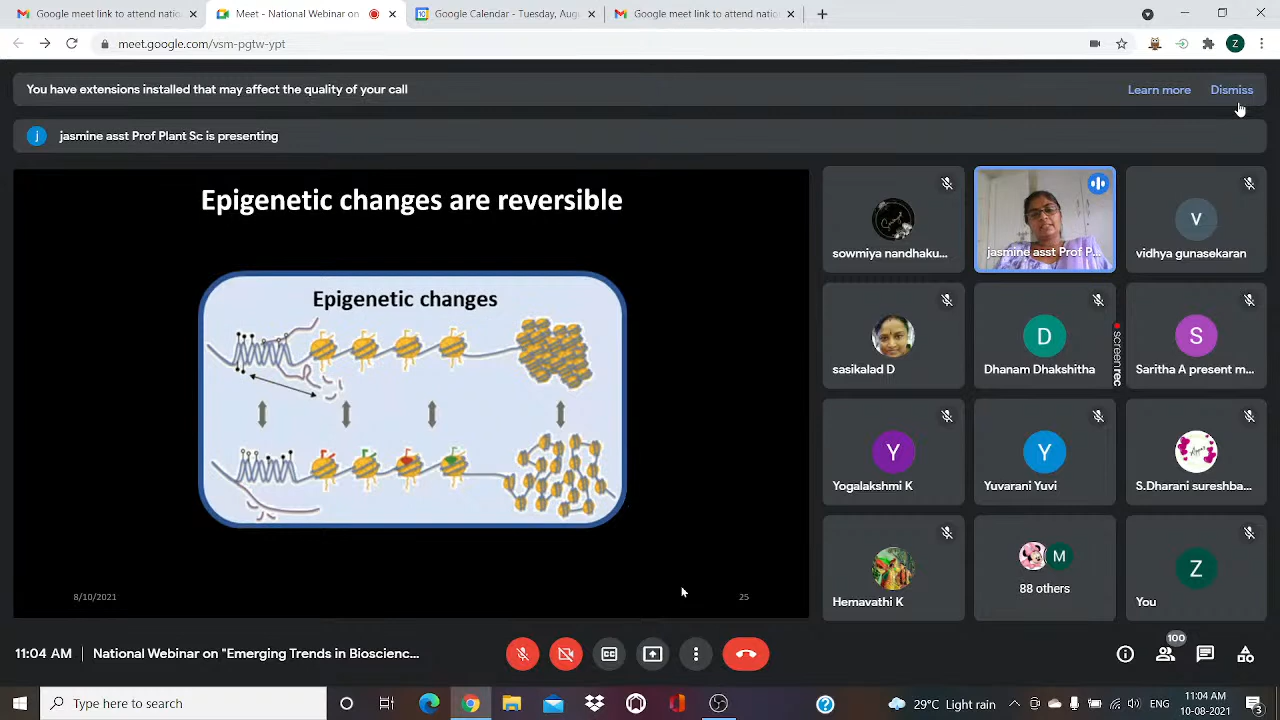 Google meet link to attend natic
Meet - National Webinar on
Google Calendar - Tuesday, Augu
Google meet link to attend natio
meet.google.com/vsm-pgtw-ypt
Z
You have extensions installed that may affect the quality of your call
Learn more
Dismiss
j
jasmine asst Prof Plant Sc is presenting
Epigenetic changes are reversible
Epigenetic changes
8/10/2021
25
sowmiya nandhaku...
jasmine asst Prof P...
V
vidhya gunasekaran
sasikalad D
D
Dhanam Dhakshitha
screenrec
S
Saritha A present m...
Y
Yogalakshmi K
Y
Yuvarani Yuvi
S.Dharani sureshba...
Hemavathi K
M
88 others
Z
You
11:04 AM
National Webinar on "Emerging Trends in Bioscienc...
100
Type here to search
29°C Light rain
11:04 AM
10-08-2021
3